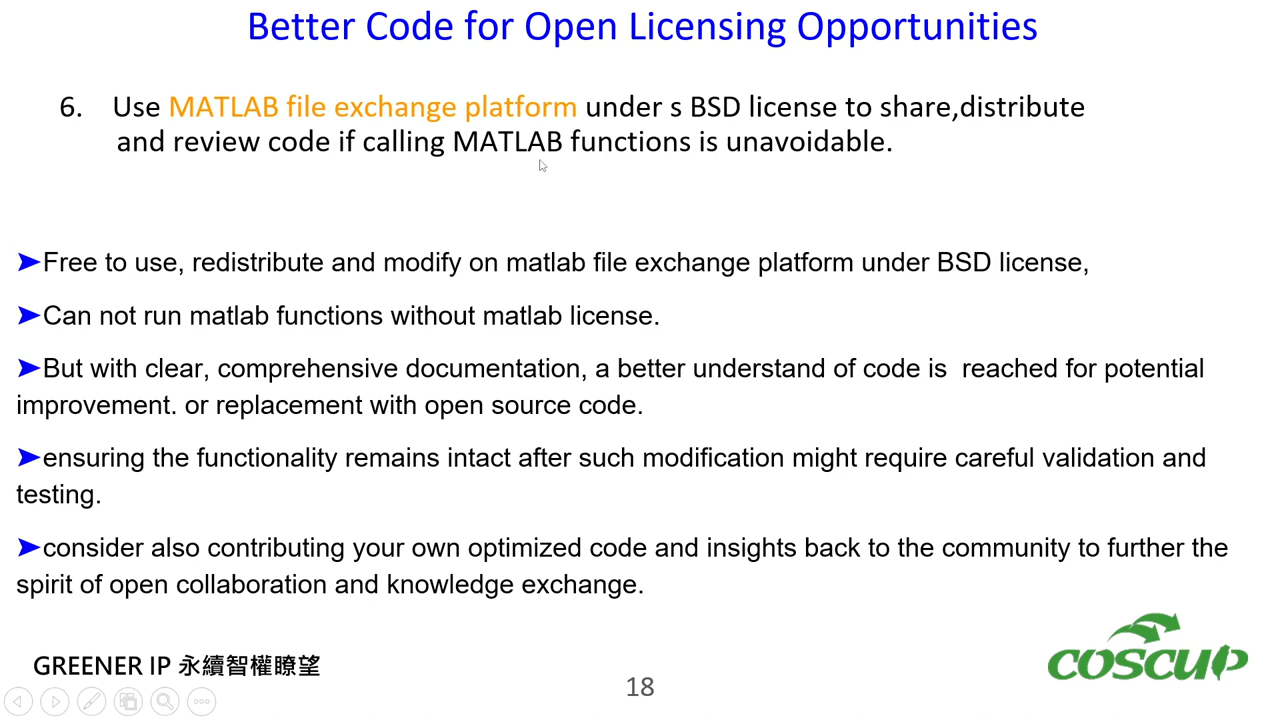 Better Code for Open Licensing Opportunities
6. Use MATLAB file exchange platform under s BSD license to share,distribute
and review code if calling MATLAB functions is unavoidable.
➤Free to use, redistribute and modify on matlab file exchange platform under BSD license,
➤Can not run matlab functions without matlab license.
➤But with clear, comprehensive documentation, a better understand of code is  reached for potential
improvement. or replacement with open source code.
➤ensuring the functionality remains intact after such modification might require careful validation and
testing.
➤consider also contributing your own optimized code and insights back to the community to further the
spirit of open collaboration and knowledge exchange.
GREENER IP 永續智權瞭望
18
COSCUP